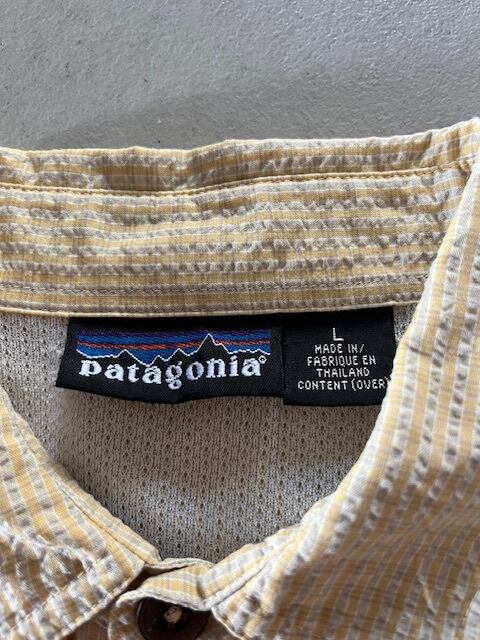 patagonia®
L
MADE IN/
FABRIQUE EN
THAILAND
CONTENT (OVER)